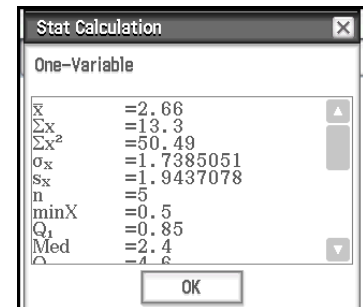 Stat Calculation
One-Variable
x̄ =2.66
Σx =13.3
Σx² =50.49
σx =1.7385051
sx =1.9437078
n =5
minX =0.5
Q₁ =0.85
Med =2.4
OK